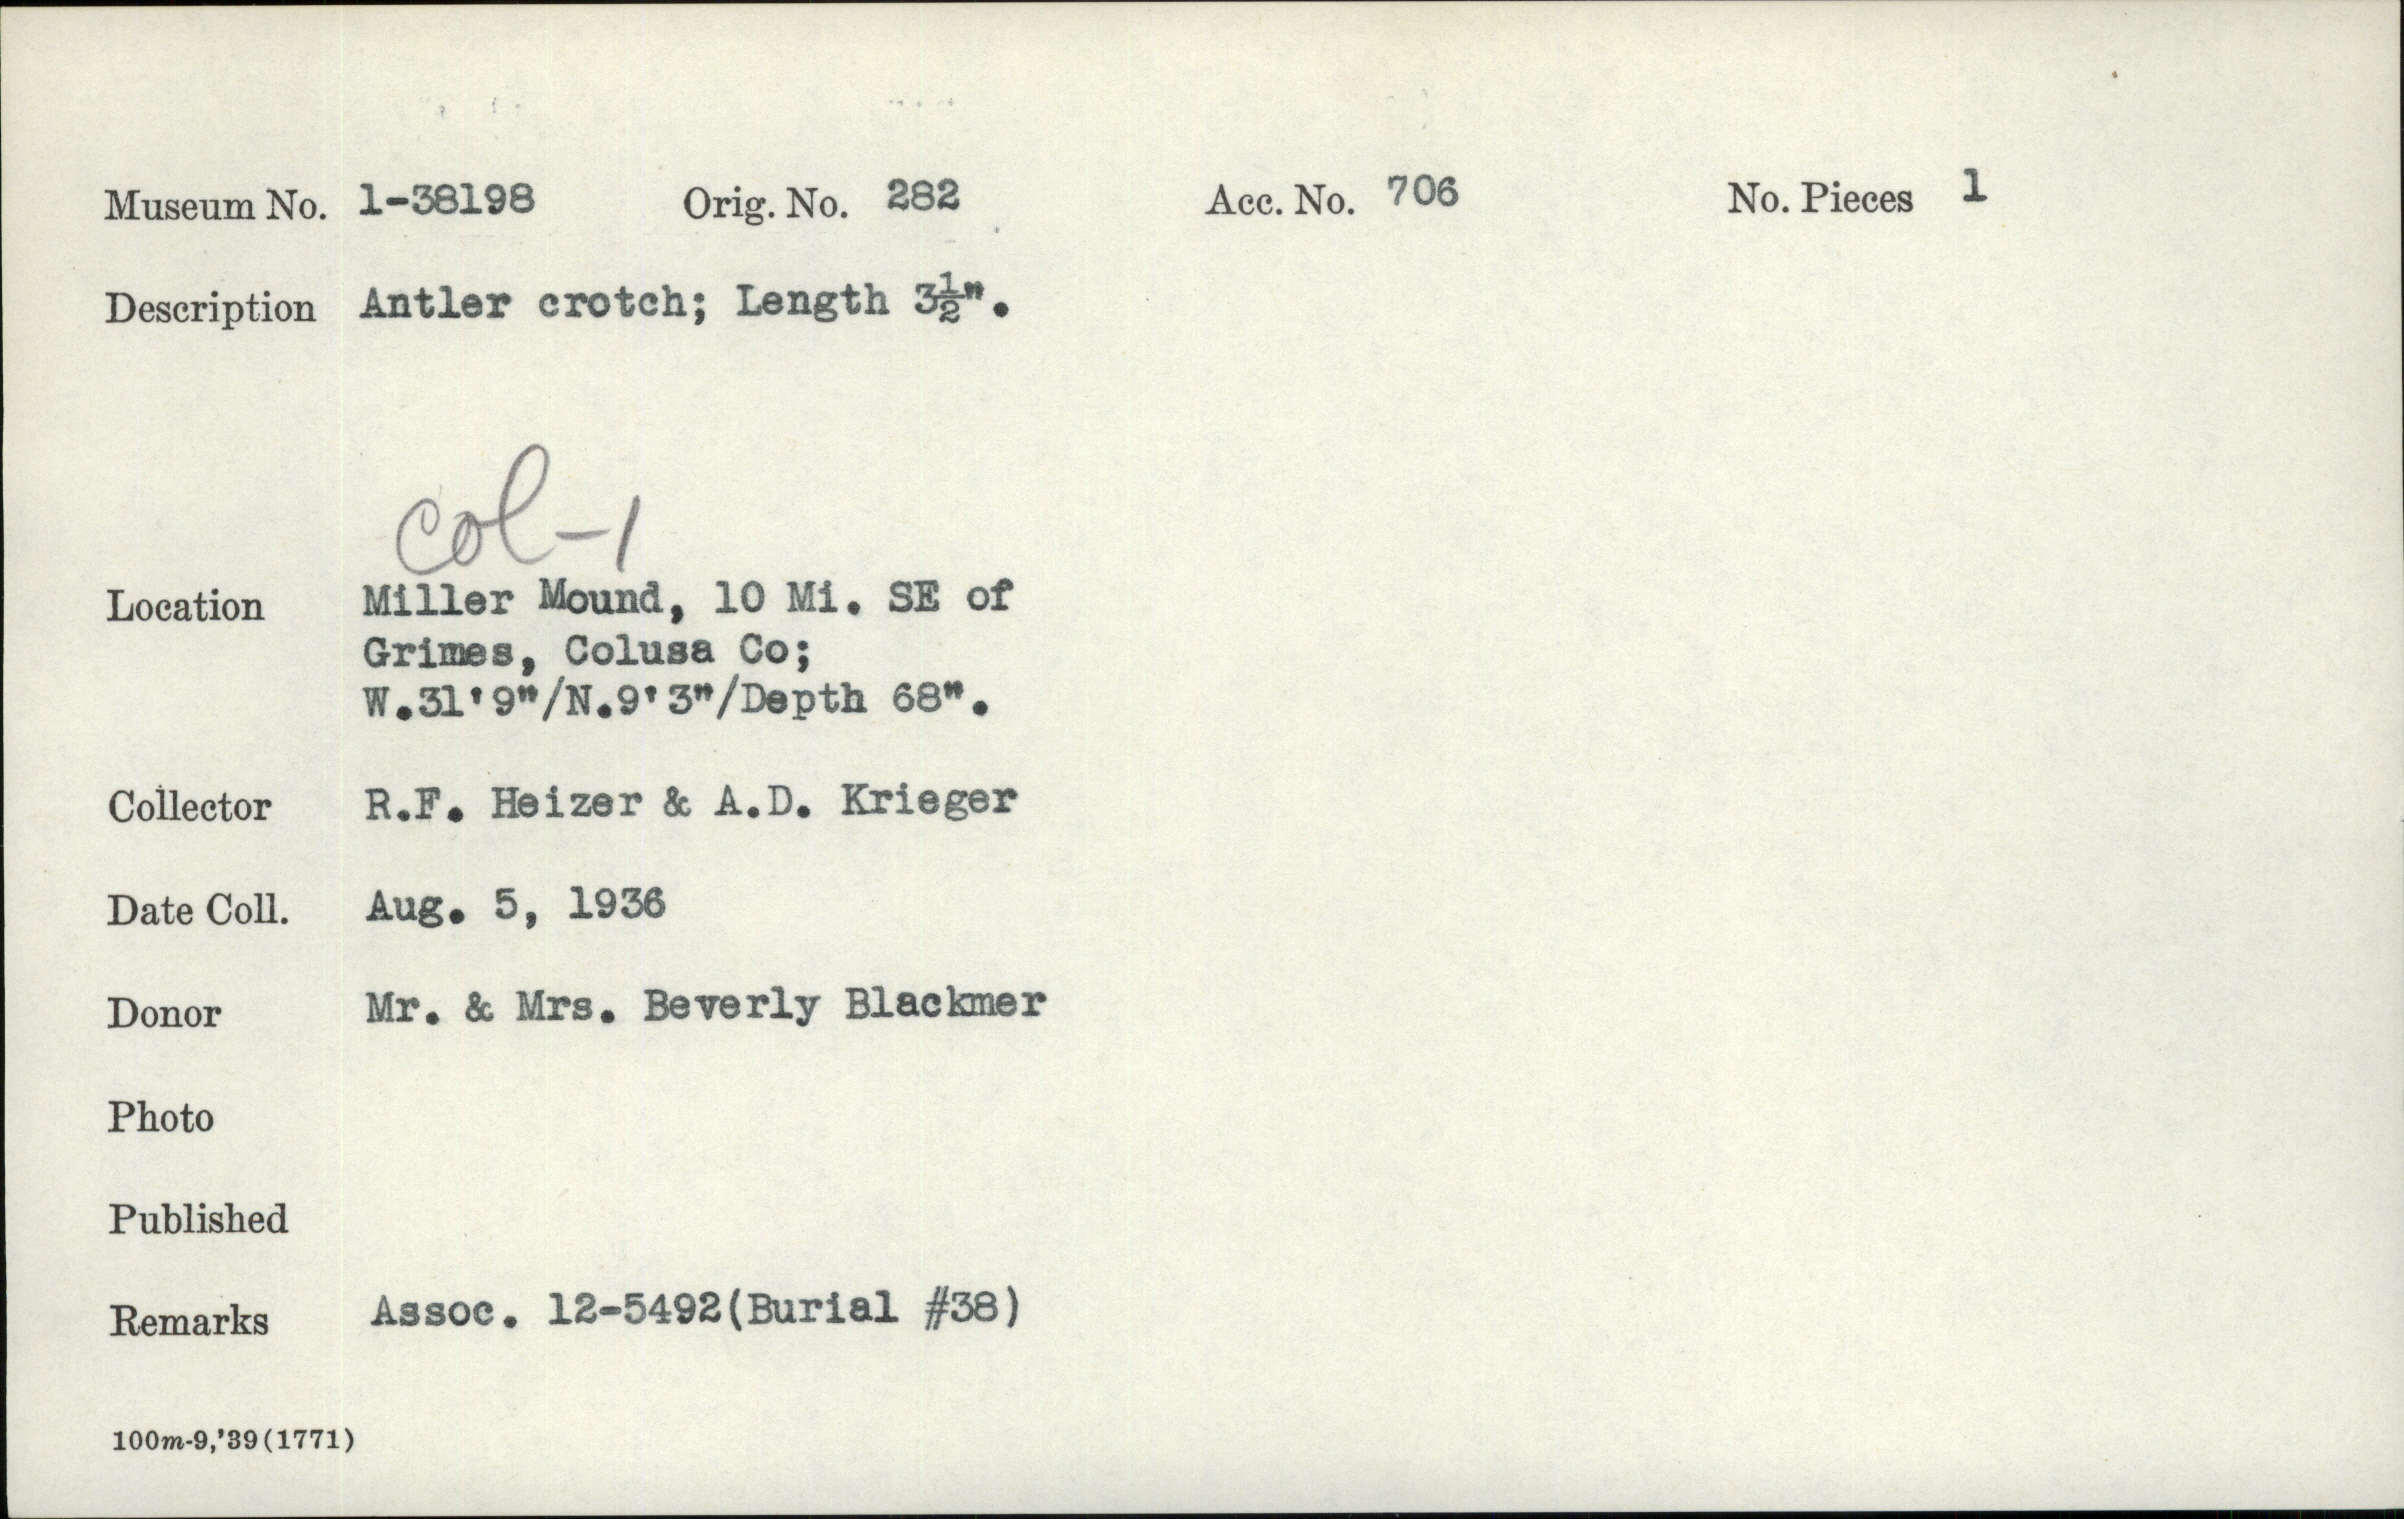 Museum No. 1-38198 Orig. No. 282 Acc. No. 706 No. Pieces 1
Description Antler crotch; Length 3½".
Col-1
Location Miller Mound, 10 Mi. SE of
Grimes, Colusa Co;
W.31'9"/N.9'3"/Depth 68".
Collector R.F. Heizer & A.D. Krieger
Date Coll. Aug. 5, 1936
Donor Mr. & Mrs. Beverly Blackmer
Photo
Published
Remarks Assoc. 12-5492(Burial #38)
100m-9,'39(1771)